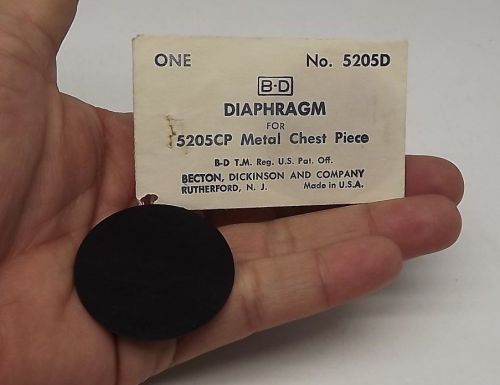 ONE No. 5205D
B-D
DIAPHRAGM
FOR
5205CP Metal Chest Piece
B-D T.M. Reg. U.S. Pat. Off.
BECTON, DICKINSON AND COMPANY
RUTHERFORD, N. J. Made in U.S.A.